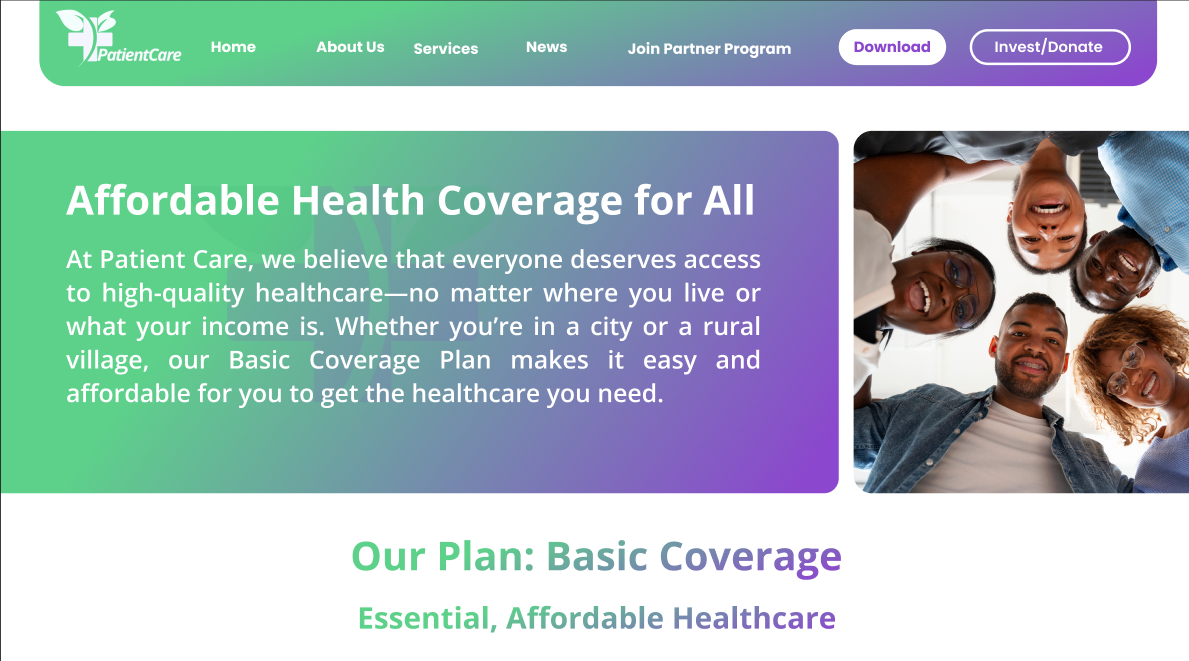 PatientCare
Home
About Us
Services
News
Join Partner Program
Download
Invest/Donate
Affordable Health Coverage for All
At Patient Care, we believe that everyone deserves access
to high-quality healthcare—no matter where you live or
what your income is. Whether you’re in a city or a rural
village, our Basic Coverage Plan makes it easy and
affordable for you to get the healthcare you need.
Our Plan: Basic Coverage
Essential, Affordable Healthcare